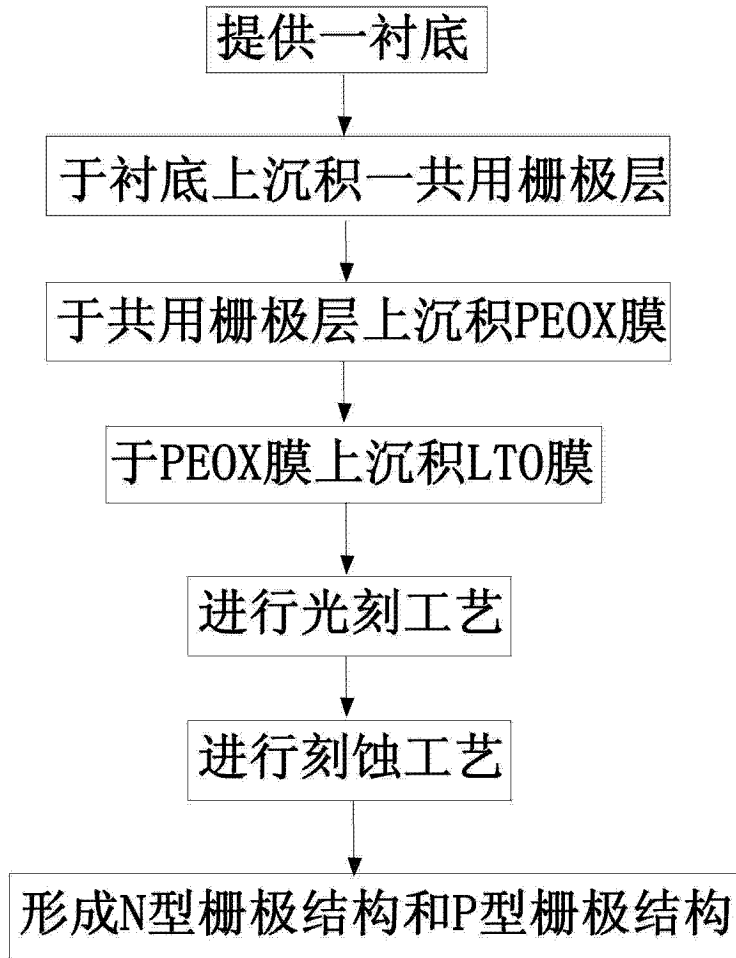 提供一衬底
于衬底上沉积一共用栅极层
于共用栅极层上沉积PEOX膜
于PEOX膜上沉积LTO膜
进行光刻工艺
进行刻蚀工艺
形成N型栅极结构和P型栅极结构